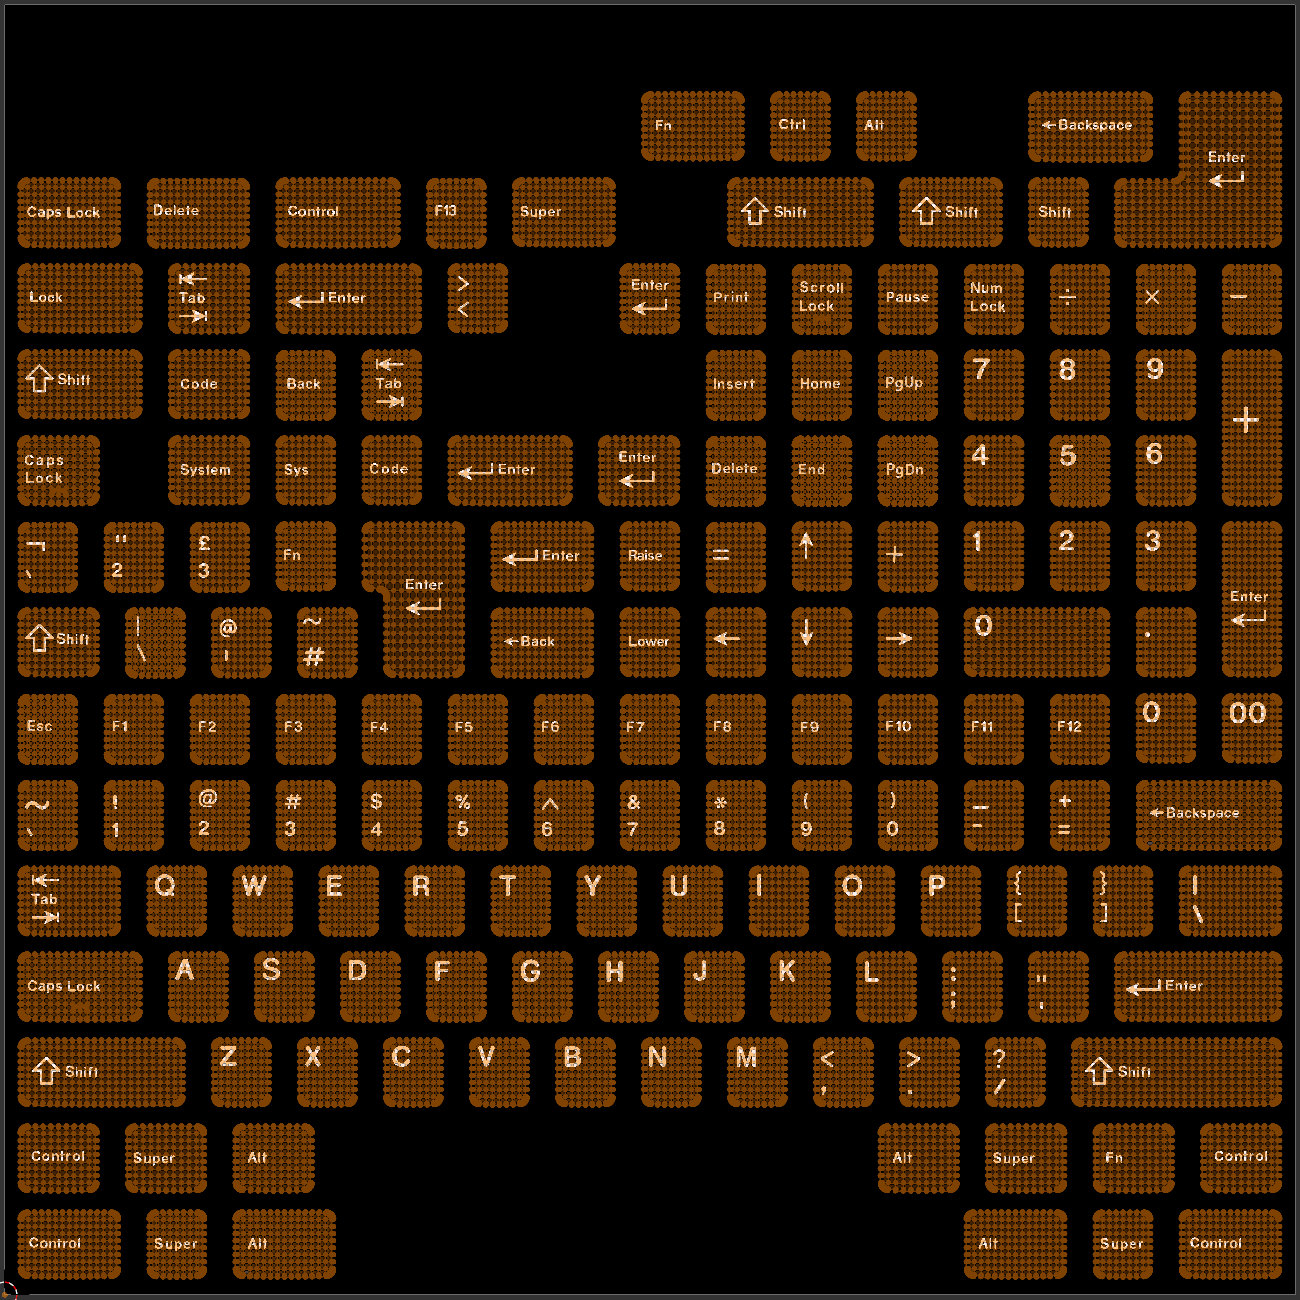 Fn Ctrl Alt ←Backspace
Enter
Caps Lock Delete Control F13 Super Shift Shift Shift
Lock Tab Enter > < Enter Print Scroll Lock Pause Num Lock ÷ × −
Shift Code Back Tab Insert Home PgUp 7 8 9
+
Caps Lock System Sys Code Enter Enter Delete End PgDn 4 5 6
¬ ` " 2 £ 3 Fn Enter Enter Raise = ↑ + 1 2 3
Enter
Shift | \ @ ' ~ # ←Back Lower ← ↓ → 0 .
Esc F1 F2 F3 F4 F5 F6 F7 F8 F9 F10 F11 F12 0 00
~ ! @ # $ % ^ & * ( ) _ +
` 1 2 3 4 5 6 7 8 9 0 - = ←Backspace
Tab Q W E R T Y U I O P { [ } ] | \
Caps Lock A S D F G H J K L : ; " ' Enter
Shift Z X C V B N M < , > . ? / Shift
Control Super Alt Alt Super Fn Control
Control Super Alt Alt Super Control